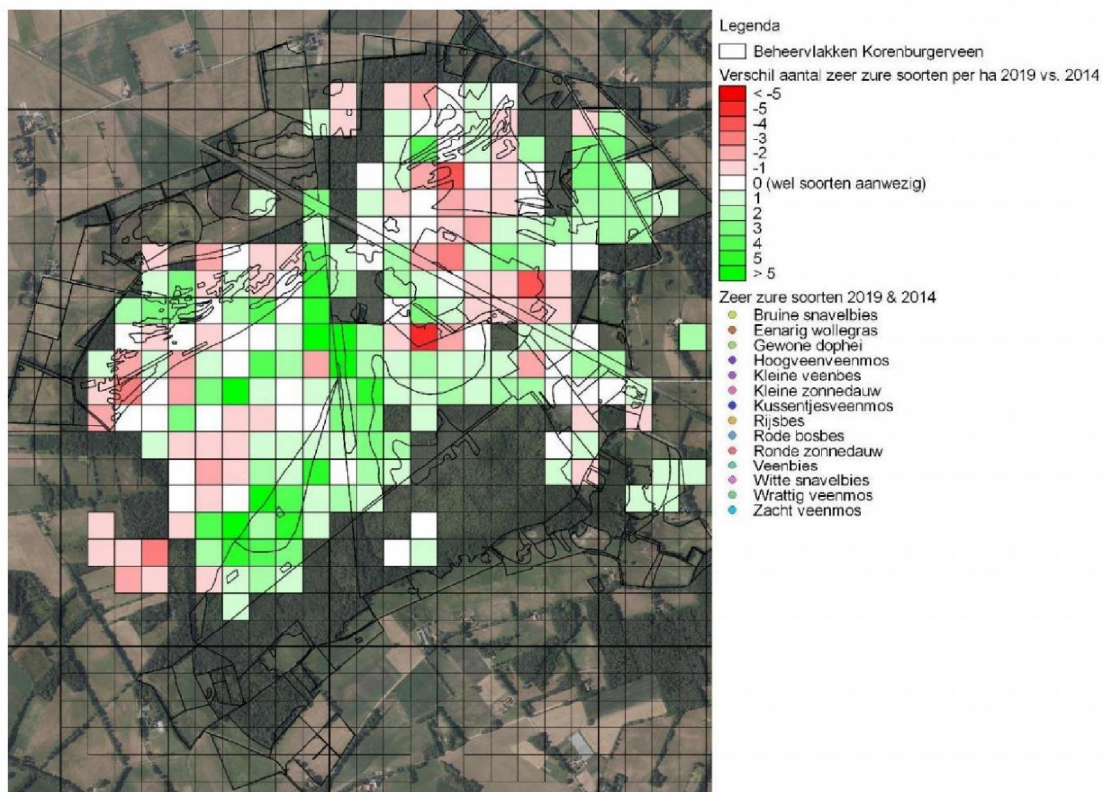 Legenda
Beheervlakken Korenburgerveen
Verschil aantal zeer zure soorten per ha 2019 vs. 2014
< -5
-5
-4
-3
-2
-1
0 (wel soorten aanwezig)
1
2
3
4
5
> 5
Zeer zure soorten 2019 & 2014
Bruine snavelbies
Eenarig wollegras
Gewone dophei
Hoogveenveenmos
Kleine veenbes
Kleine zonnedauw
Kussentjesveenmos
Rijsbes
Rode bosbes
Ronde zonnedauw
Veenbies
Witte snavelbies
Wrattig veenmos
Zacht veenmos